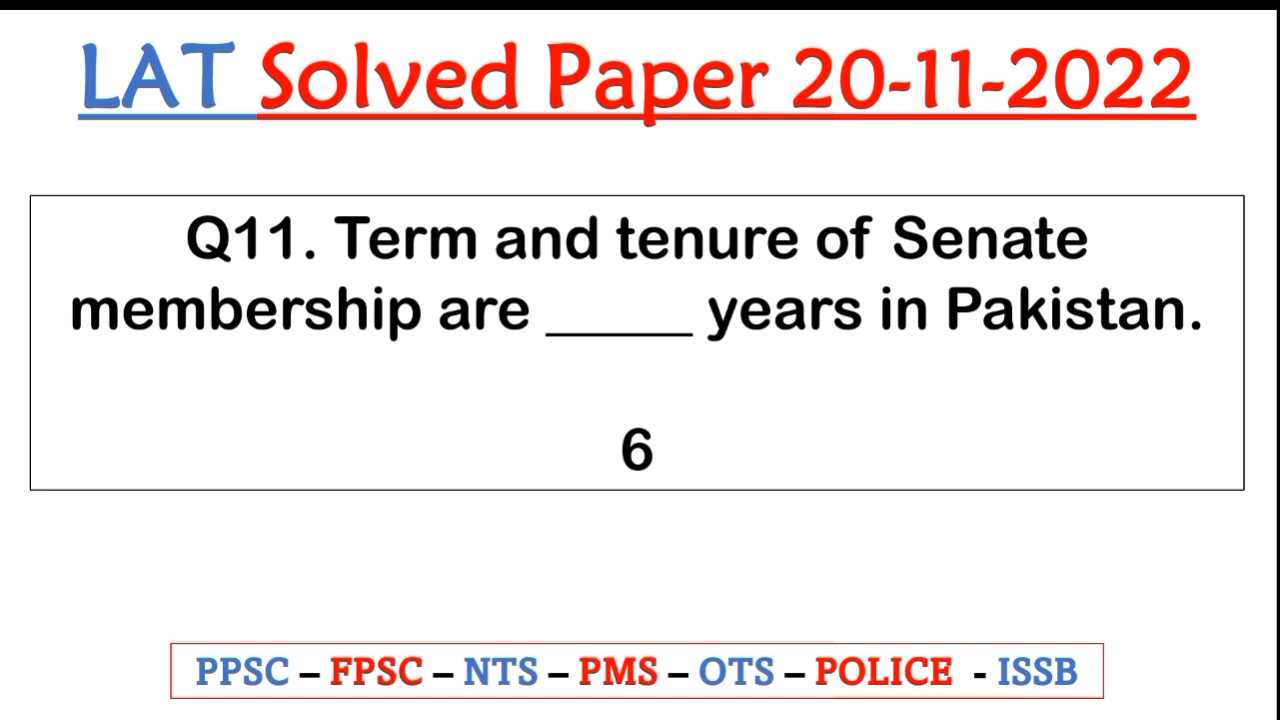 LAT Solved Paper 20-11-2022
Q11. Term and tenure of Senate
membership are _____ years in Pakistan.
6
PPSC – FPSC – NTS – PMS – OTS – POLICE - ISSB